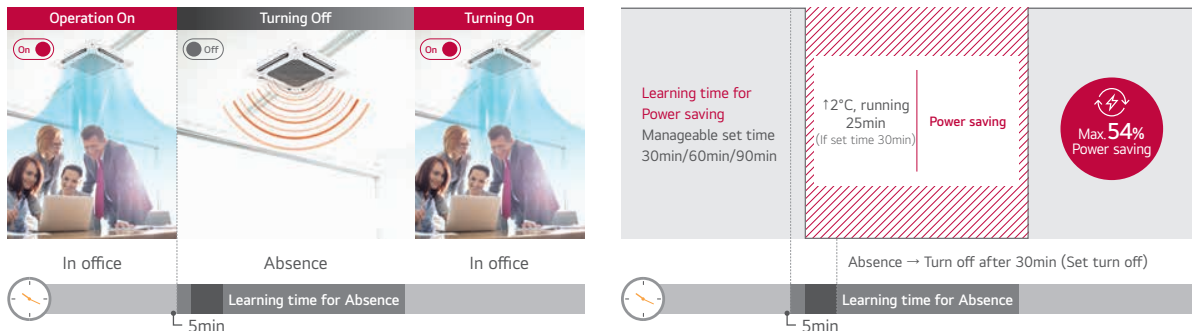 Operation On
Turning Off
Turning On
On
Off
On
In office
Absence
In office
Learning time for Absence
5min
Learning time for
Power saving
Manageable set time
30min/60min/90min
↑2°C, running
25min
(If set time 30min)
Power saving
Max. 54%
Power saving
Absence → Turn off after 30min (Set turn off)
Learning time for Absence
5min